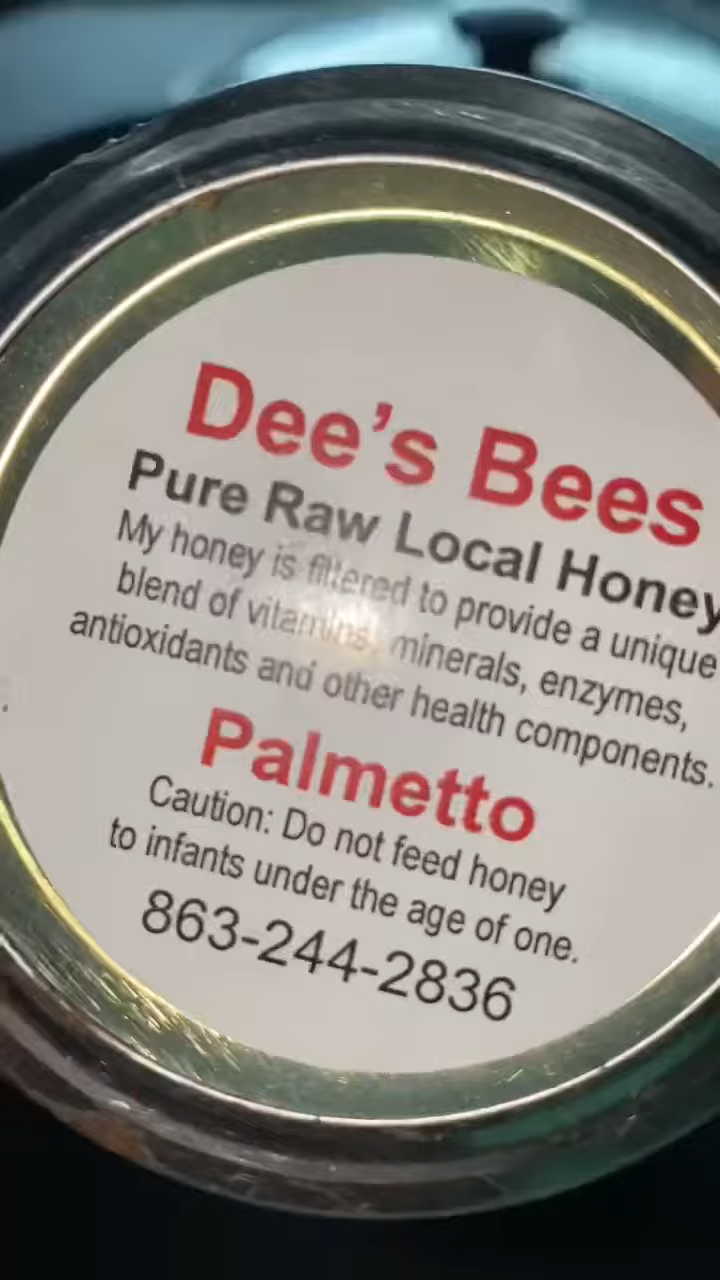 Dee's Bees
Pure Raw Local Honey
My honey is filtered to provide a unique
blend of vitamins, minerals, enzymes,
antioxidants and other health components.
Palmetto
Caution: Do not feed honey
to infants under the age of one.
863-244-2836